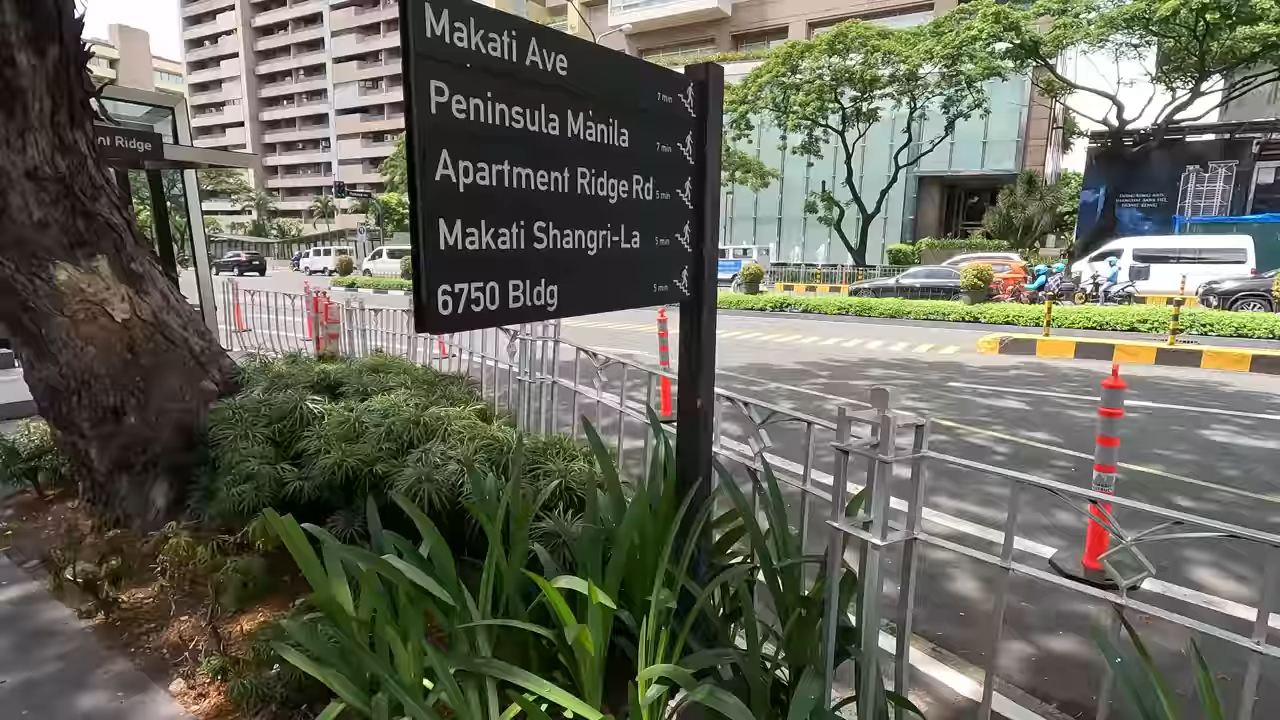 Makati Ave
7 min
Peninsula Manila
7 min
Apartment Ridge Rd
5 min
Makati Shangri-La
5 min
6750 Bldg
5 min
nt Ridge